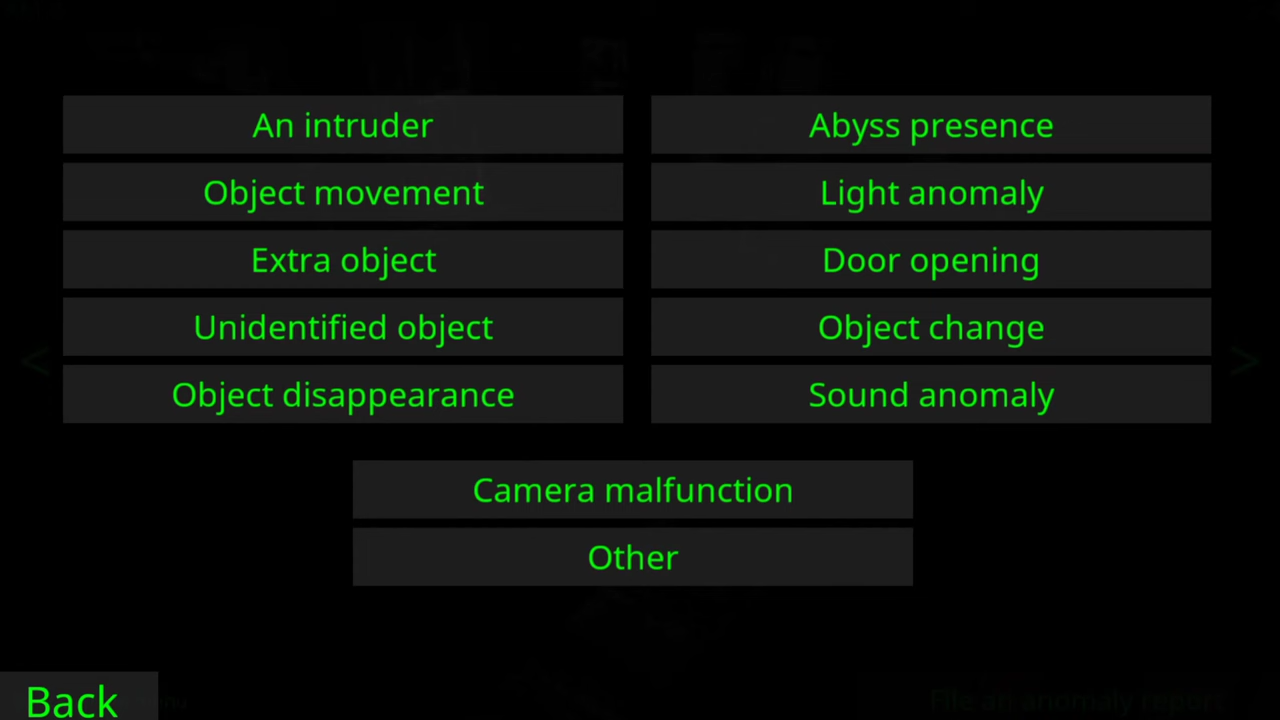 An intruder
Abyss presence
Object movement
Light anomaly
Extra object
Door opening
Unidentified object
Object change
<
>
Object disappearance
Sound anomaly
Camera malfunction
Other
Back
File an anomaly report